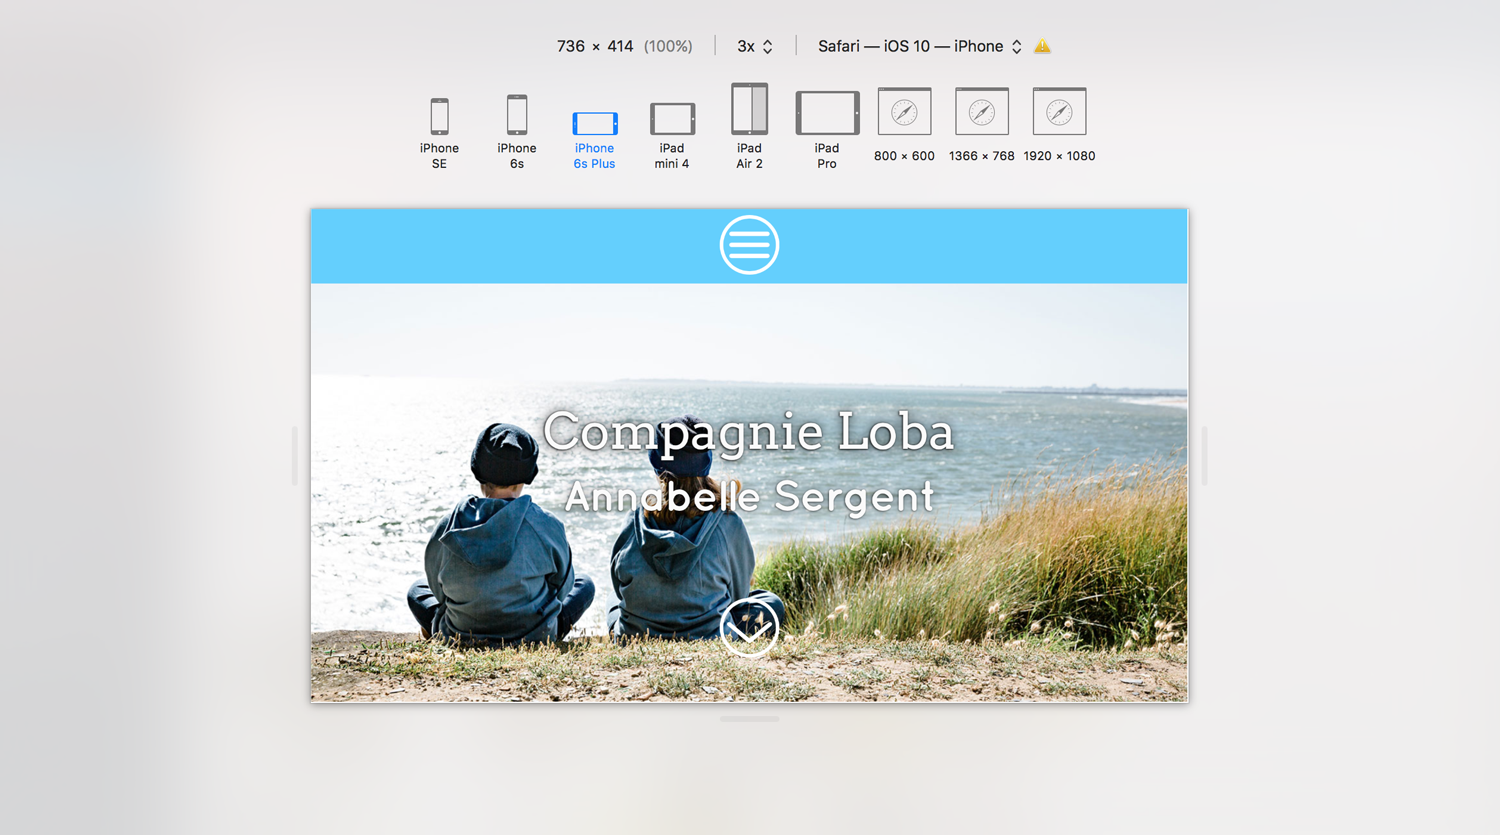 736 × 414 (100%) 3x Safari — iOS 10 — iPhone
iPhone
SE
iPhone
6s
iPhone
6s Plus
iPad
mini 4
iPad
Air 2
iPad
Pro
800 × 600
1366 × 768
1920 × 1080
Compagnie Loba
Annabelle Sergent